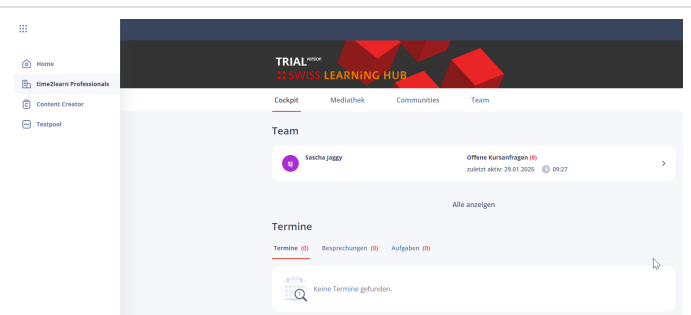 Home
time2learn Professionals
Content Creator
Testpool
TRIAL version
SWISS LEARNiNG HUB
Cockpit Mediathek Communities Team
Team
SJ Sascha Jaggy Offene Kursanfragen (0)
zuletzt aktiv: 29.01.2025 09:27
Alle anzeigen
Termine
Termine (0) Besprechungen (0) Aufgaben (0)
Keine Termine gefunden.